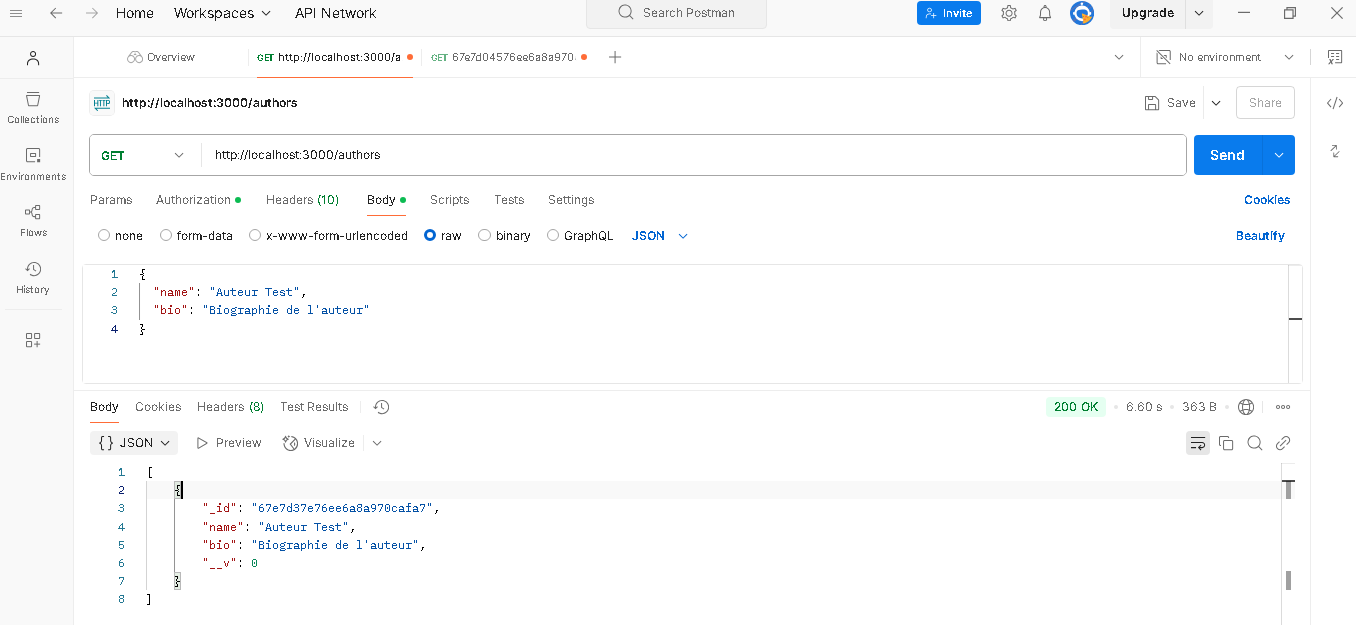 Home Workspaces API Network Search Postman Invite Upgrade
Overview GET http://localhost:3000/a GET 67e7d04576ee6a8a970. No environment
HTTP http://localhost:3000/authors Save Share
GET http://localhost:3000/authors Send
Params Authorization Headers (10) Body Scripts Tests Settings Cookies
none form-data x-www-form-urlencoded raw binary GraphQL JSON Beautify
Collections
Environments
Flows
History
1 {
2 "name": "Auteur Test",
3 "bio": "Biographie de l'auteur"
4 }
Body Cookies Headers (8) Test Results 200 OK 6.60 s 363 B
{} JSON Preview Visualize
1 [
2 {
3 "_id": "67e7d37e76ee6a8a970cafa7",
4 "name": "Auteur Test",
5 "bio": "Biographie de l'auteur",
6 "__v": 0
7 }
8 ]